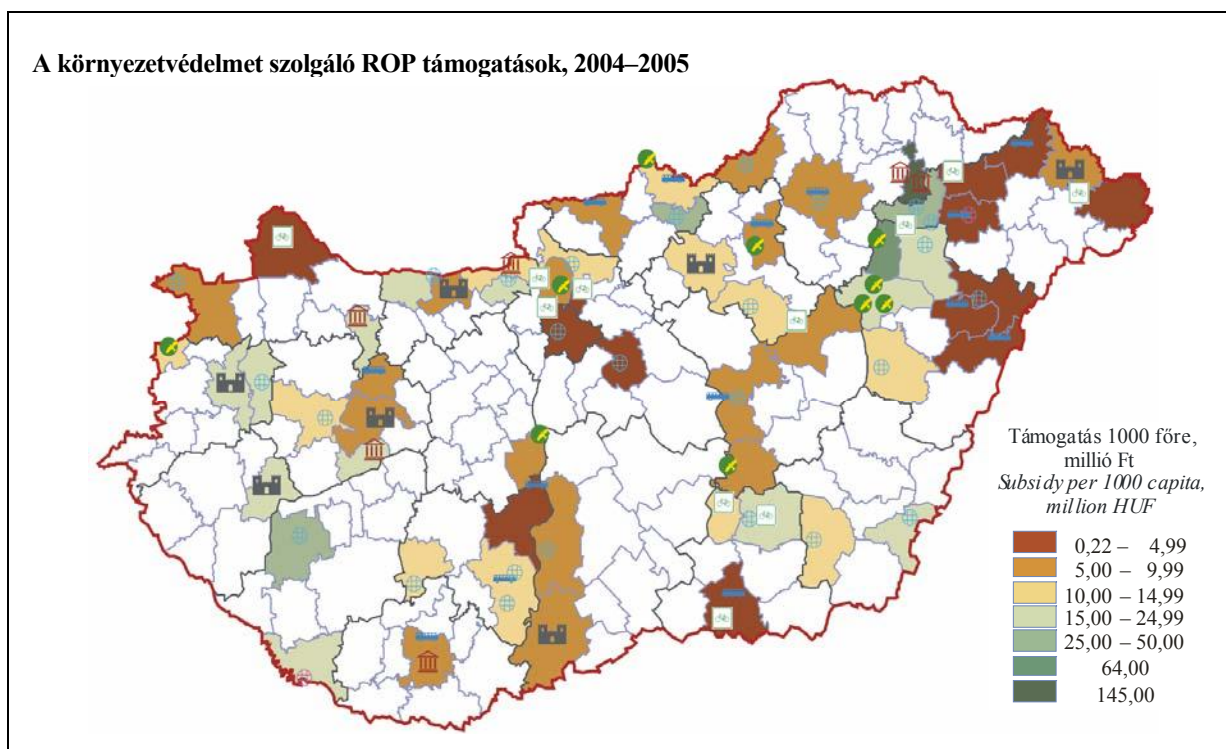 A környezetvédelmet szolgáló ROP támogatások, 2004–2005
Támogatás 1000 főre,
millió Ft
Subsidy per 1000 capita,
million HUF
0,22 – 4,99
5,00 – 9,99
10,00 – 14,99
15,00 – 24,99
25,00 – 50,00
64,00
145,00